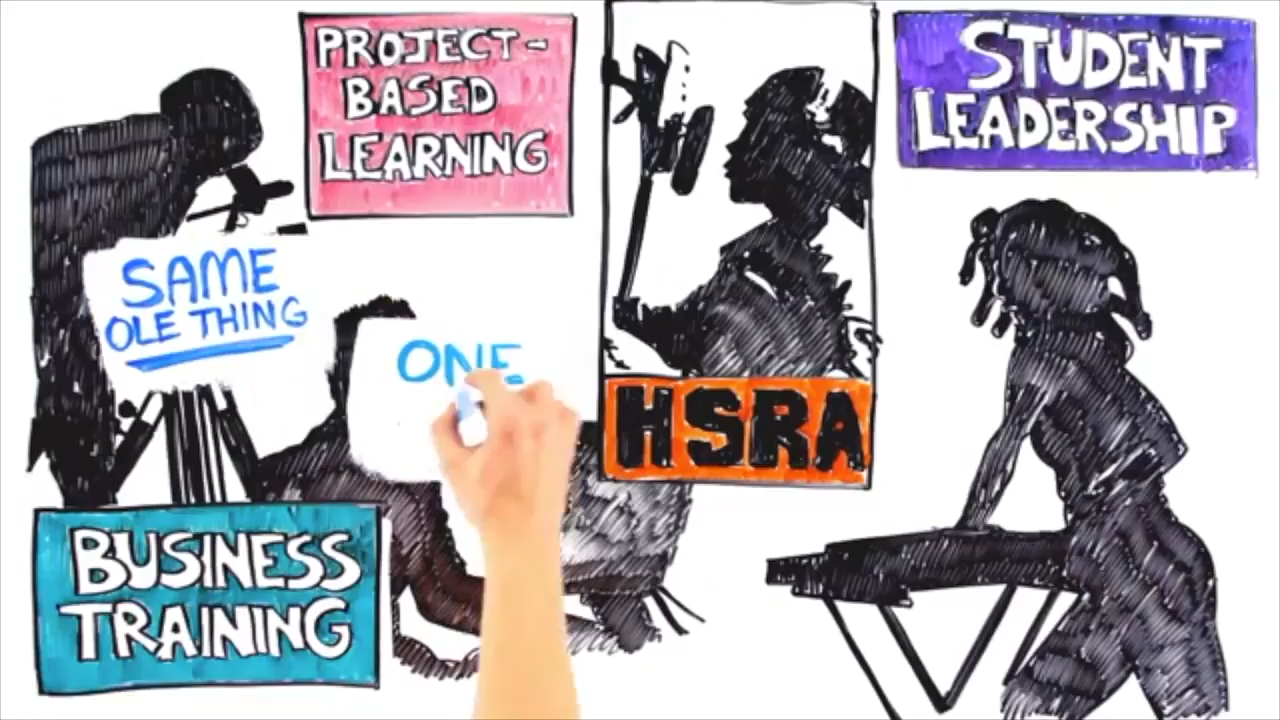 PROJECT-
BASED
LEARNING
STUDENT
LEADERSHIP
SAME
OLE THING
ONE
HSRA
BUSINESS
TRAINING